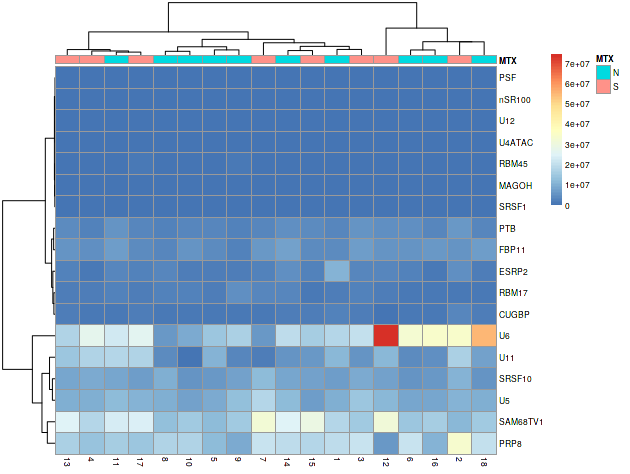 MTX
PSF
nSR100
U12
U4ATAC
RBM45
MAGOH
SRSF1
PTB
FBP11
ESRP2
RBM17
CUGBP
U6
U11
SRSF10
U5
SAM68TV1
PRP8
13 4 11 17 8 10 5 9 7 14 15 1 3 12 6 16 2 18
7e+07
6e+07
5e+07
4e+07
3e+07
2e+07
1e+07
0
MTX
N
S